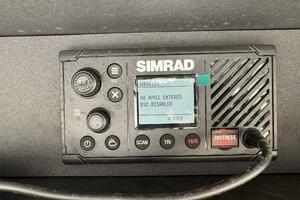 SIMRAD
NO MMSI ENTERED
DSC DISABLED
SCAN
TRI
16/9
DISTRESS